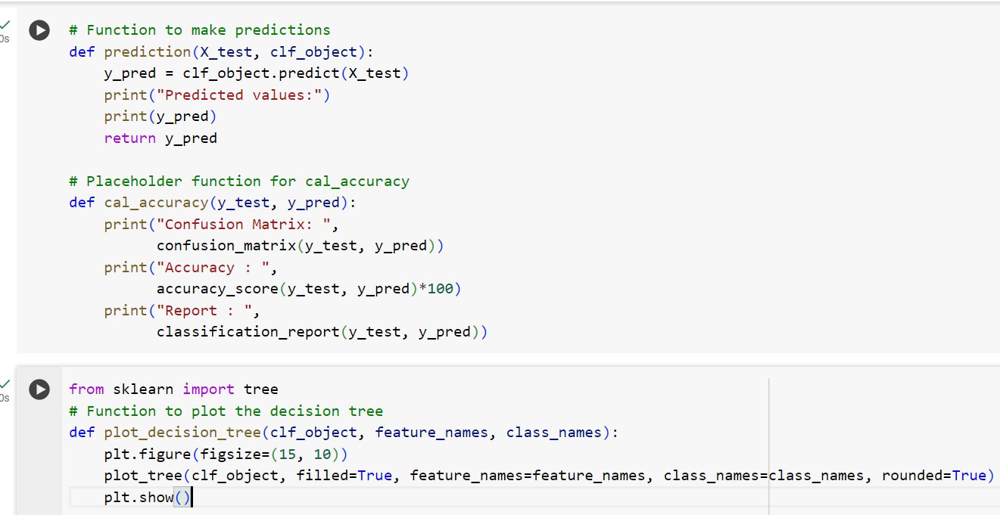 0s
# Function to make predictions
def prediction(X_test, clf_object):
    y_pred = clf_object.predict(X_test)
    print("Predicted values:")
    print(y_pred)
    return y_pred
# Placeholder function for cal_accuracy
def cal_accuracy(y_test, y_pred):
    print("Confusion Matrix: ",
          confusion_matrix(y_test, y_pred))
    print("Accuracy : ",
          accuracy_score(y_test, y_pred)*100)
    print("Report : ",
          classification_report(y_test, y_pred))
0s
from sklearn import tree
# Function to plot the decision tree
def plot_decision_tree(clf_object, feature_names, class_names):
    plt.figure(figsize=(15, 10))
    plot_tree(clf_object, filled=True, feature_names=feature_names, class_names=class_names, rounded=True)
    plt.show()